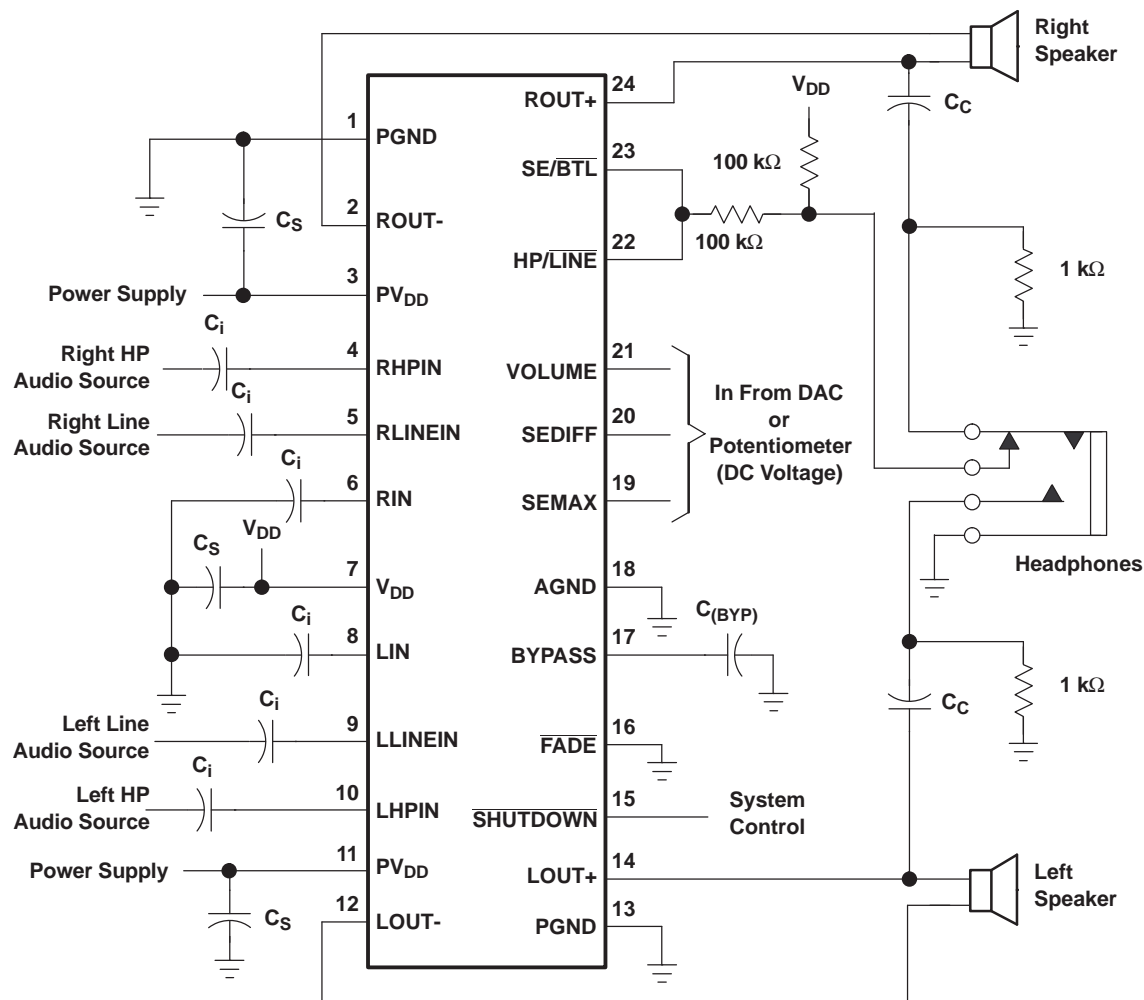 Right
Speaker
24
ROUT+
VDD
CC
1
PGND
23
SE/BTL
100 kΩ
2
ROUT-
CS
22
HP/LINE
100 kΩ
3
PVDD
Power Supply
1 kΩ
Ci
4
RHPIN
Right HP
Audio Source
21
VOLUME
Ci
5
RLINEIN
Right Line
Audio Source
20
SEDIFF
In From DAC
or
Potentiometer
(DC Voltage)
Ci
6
RIN
19
SEMAX
VDD
CS
7
VDD
18
AGND
Headphones
Ci
8
LIN
17
BYPASS
C(BYP)
1 kΩ
CC
Ci
9
LLINEIN
Left Line
Audio Source
16
FADE
Ci
10
LHPIN
Left HP
Audio Source
15
SHUTDOWN
System
Control
11
PVDD
Power Supply
14
LOUT+
Left
Speaker
CS
12
LOUT-
13
PGND